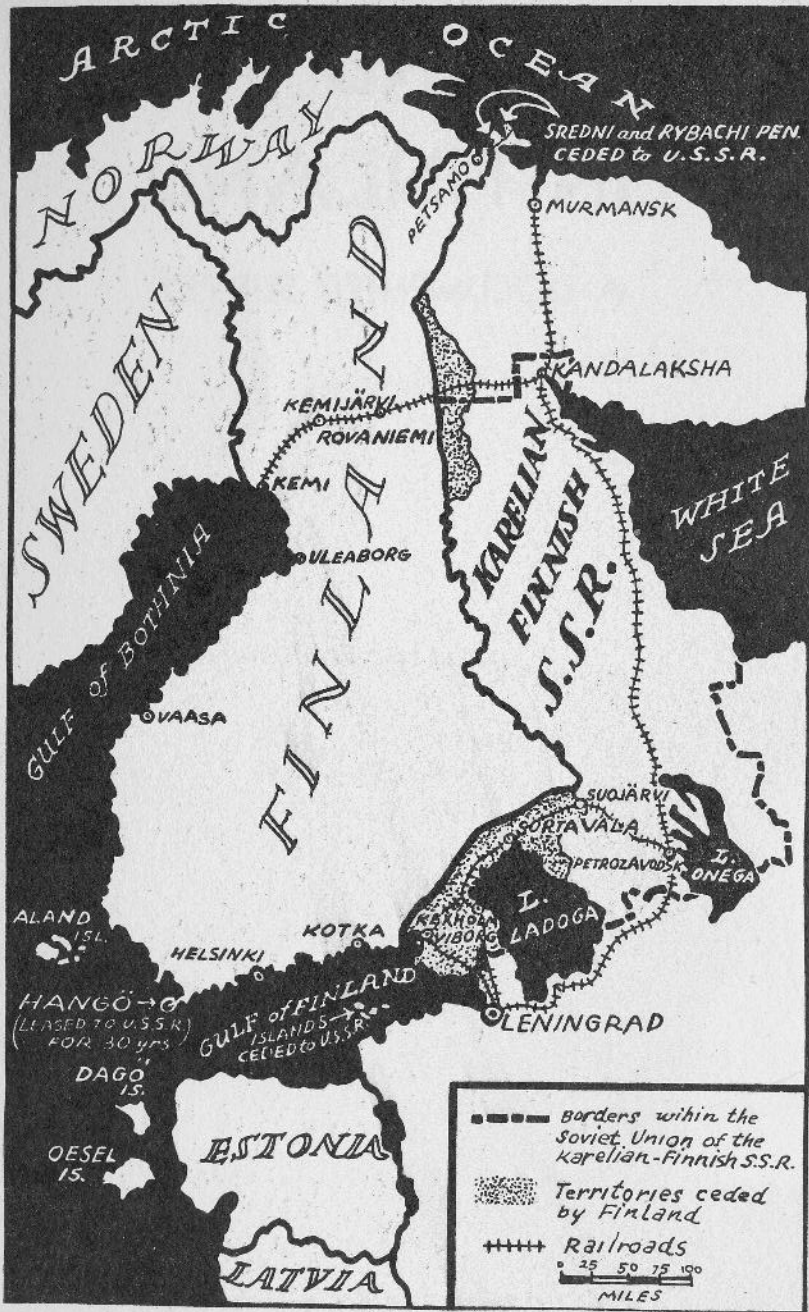 ARCTIC OCEAN
NORWAY
SREDNI and RYBACHI PEN.
CEDED to U.S.S.R.
PETSAMO
MURMANSK
SWEDEN
FINLAND
KANDALAKSHA
KEMIJÄRVI
ROVANIEMI
KEMI
KARELIAN
FINNISH
S.S.R.
WHITE
SEA
ULEABORG
GULF of BOTHNIA
VAASA
SUOJÄRVI
SORTAVALA
PETROZAVODSK
L.
ONEGA
L.
LADOGA
KEXHOLM
VIBORG
ALAND
ISL.
HELSINKI
KOTKA
HANGÖ
(LEASED TO U.S.S.R.
FOR 30 yrs)
GULF of FINLAND
ISLANDS
CEDED to U.S.S.R.
LENINGRAD
DAGÖ
IS.
OESEL
IS.
ESTONIA
LATVIA
Borders wihin the
Soviet Union of the
Karelian-Finnish S.S.R.
Territories ceded
by Finland
Railroads
0 25 50 75 100
MILES